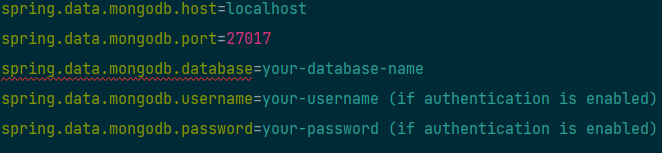 spring.data.mongodb.host=localhost
spring.data.mongodb.port=27017
spring.data.mongodb.database=your-database-name
spring.data.mongodb.username=your-username (if authentication is enabled)
spring.data.mongodb.password=your-password (if authentication is enabled)